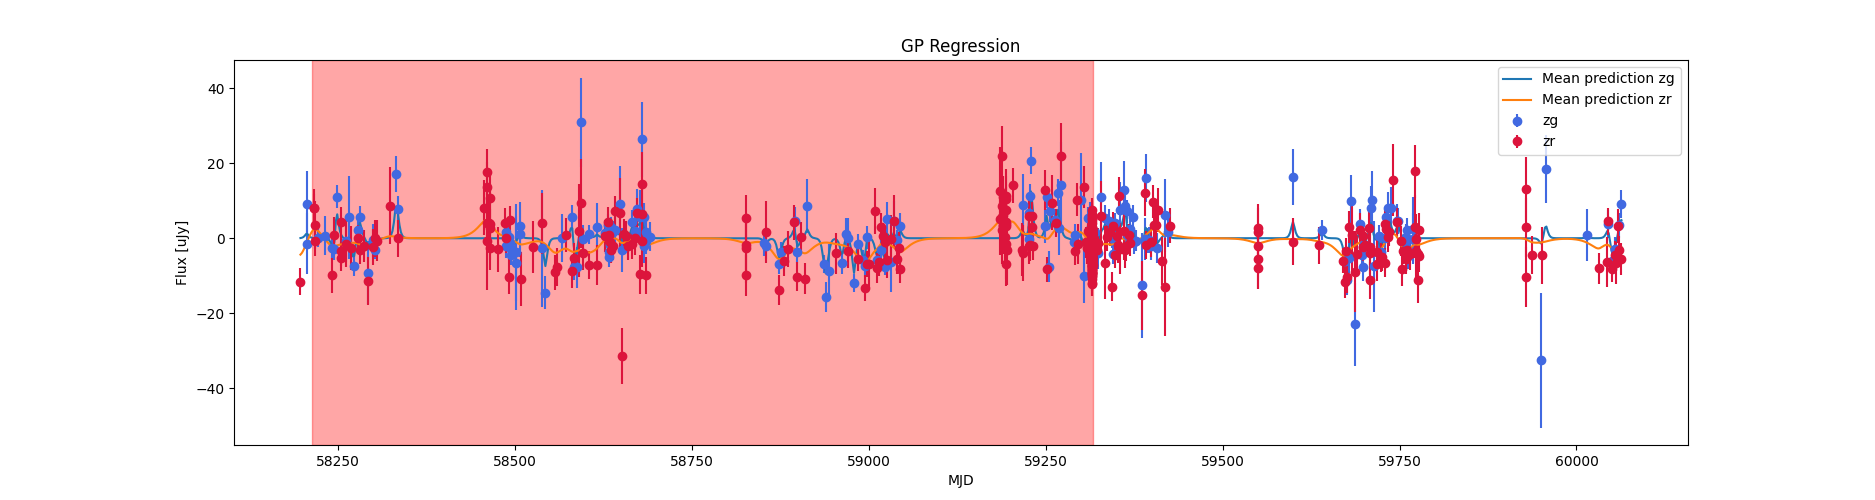 GP Regression
Flux [uJy]
40
20
0
−20
−40
58250
58500
58750
59000
59250
59500
59750
60000
MJD
Mean prediction zg
Mean prediction zr
zg
zr